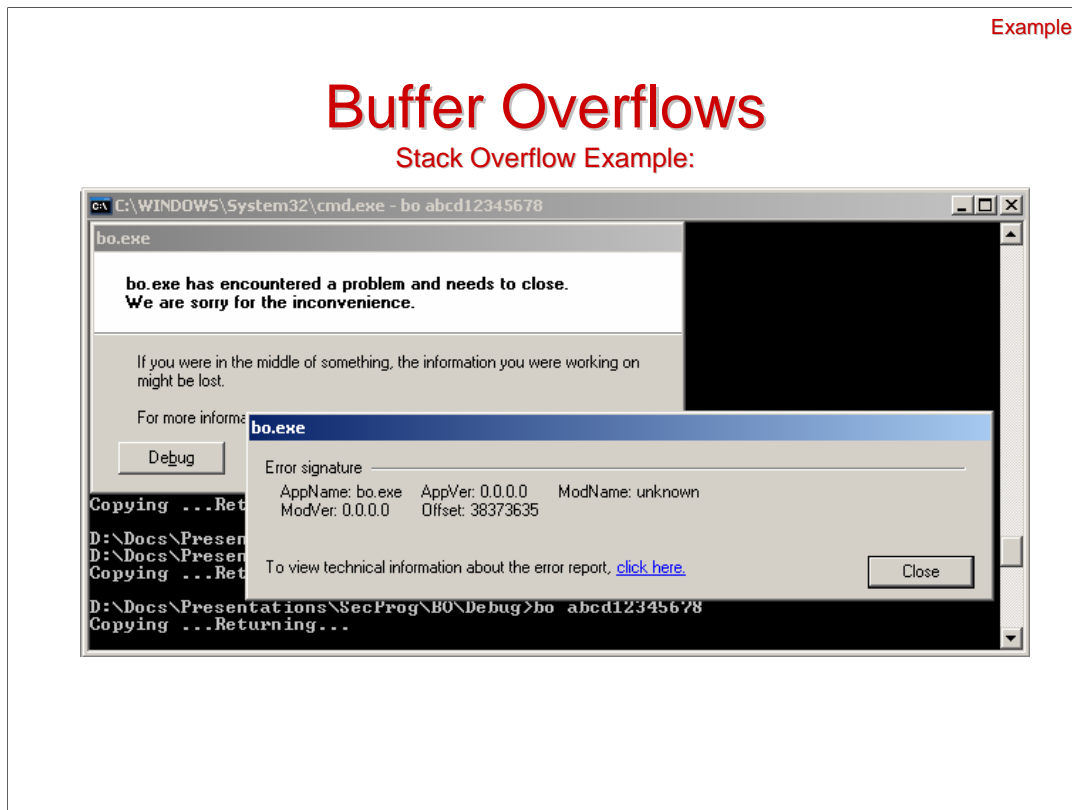 Example
Buffer Overflows
Stack Overflow Example:
C:\WINDOWS\System32\cmd.exe - bo abcd12345678
bo.exe
bo.exe has encountered a problem and needs to close.
We are sorry for the inconvenience.
If you were in the middle of something, the information you were working on
might be lost.
For more informa
Debug
bo.exe
Error signature
AppName: bo.exe AppVer: 0.0.0.0 ModName: unknown
ModVer: 0.0.0.0 Offset: 38373635
To view technical information about the error report, click here.
Close
Copying ...Ret
D:\Docs\Presen
D:\Docs\Presen
Copying ...Ret
D:\Docs\Presentations\SecProg\BO\Debug>bo abcd12345678
Copying ...Returning...